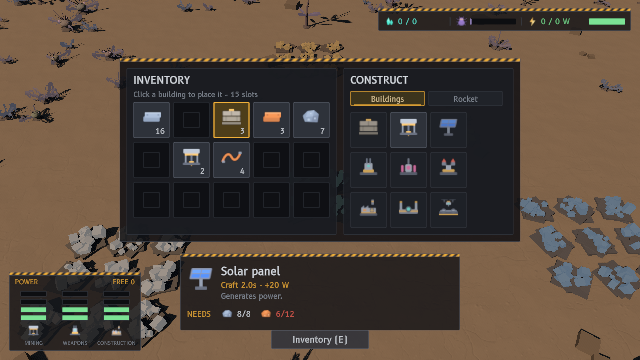 0 / 0
0 / 0 W
INVENTORY
Click a building to place it - 15 slots
16
3
3
7
2
4
CONSTRUCT
Buildings
Rocket
POWER
FREE 0
MINING
WEAPONS
CONSTRUCTION
Solar panel
Craft 2.0s - +20 W
Generates power.
NEEDS
8/8
6/12
Inventory [E]